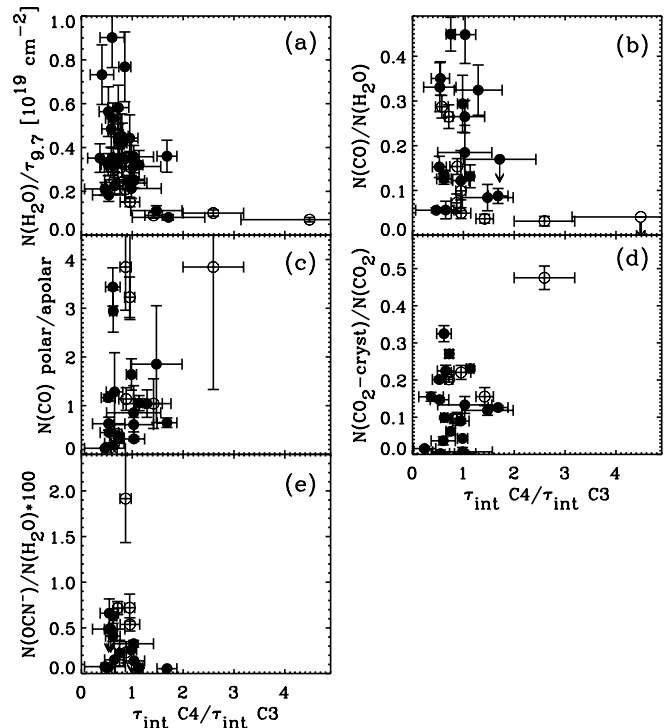 (a)
N(H2O)/τ9.7 [10^19 cm^-2]
1.0
0.8
0.6
0.4
0.2
0
(b)
N(CO)/N(H2O)
0.4
0.3
0.2
0.1
0.0
(c)
N(CO) polar/apolar
4
3
2
1
0
(d)
N(CO2-cryst)/N(CO2)
0.5
0.4
0.3
0.2
0.1
0.0
0 1 2 3 4
τint C4/τint C3
(e)
N(OCN^-)/N(H2O)*100
2.0
1.5
1.0
0.5
0.0
0 1 2 3 4
τint C4/τint C3